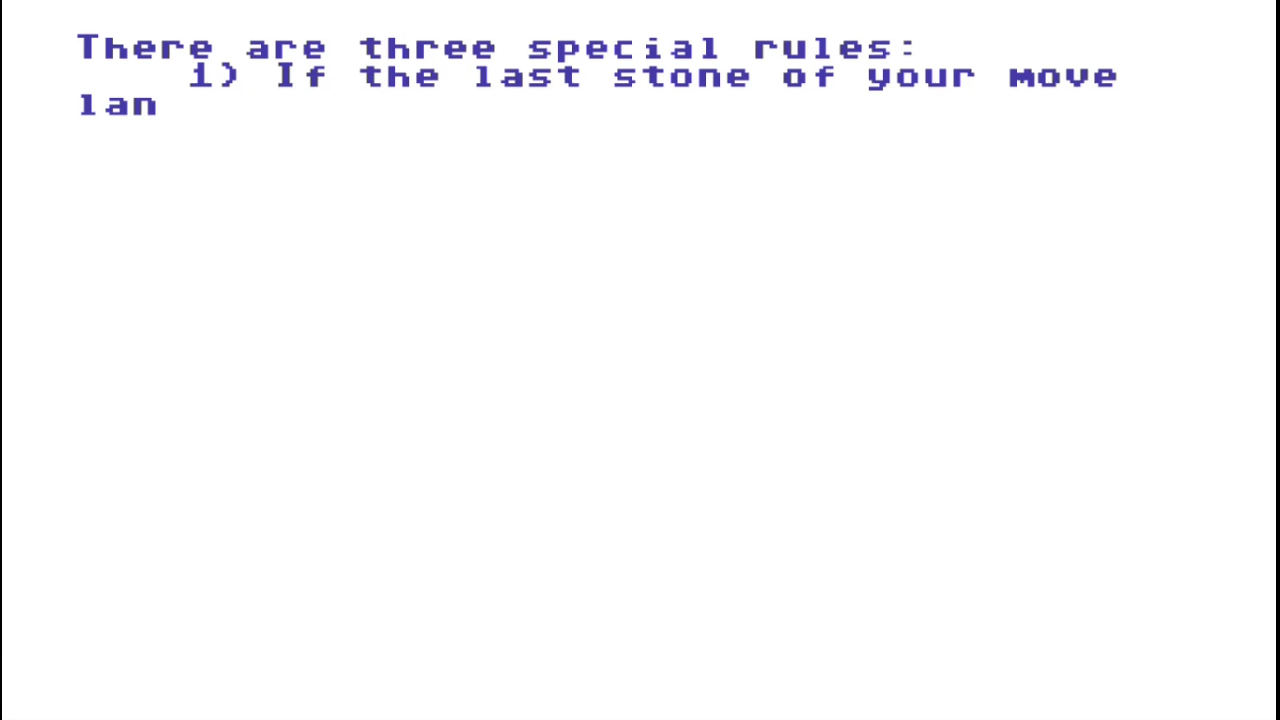 There are three special rules:
1) If the last stone of your move
lan